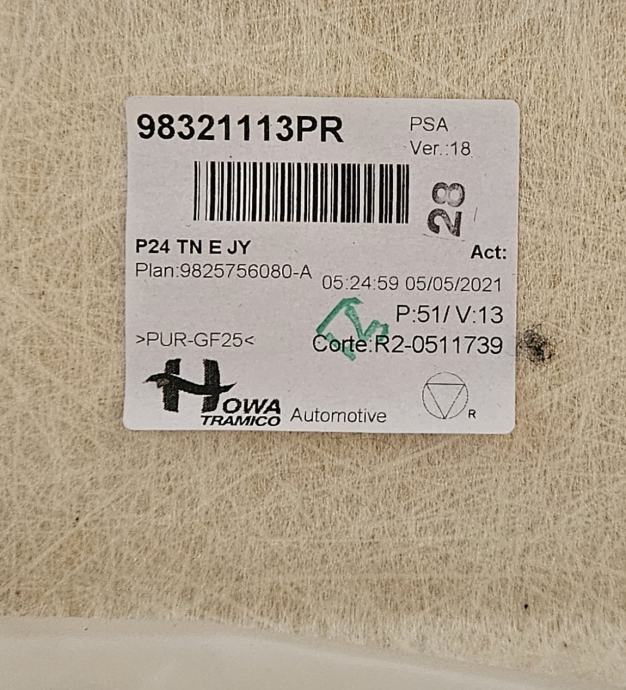 98321113PR
PSA
Ver.:18
28
P24 TN E JY
Act:
Plan:9825756080-A
05:24:59 05/05/2021
P:51/ V:13
>PUR-GF25<
Corte:R2-0511739
HOWA
TRAMICO
Automotive
R